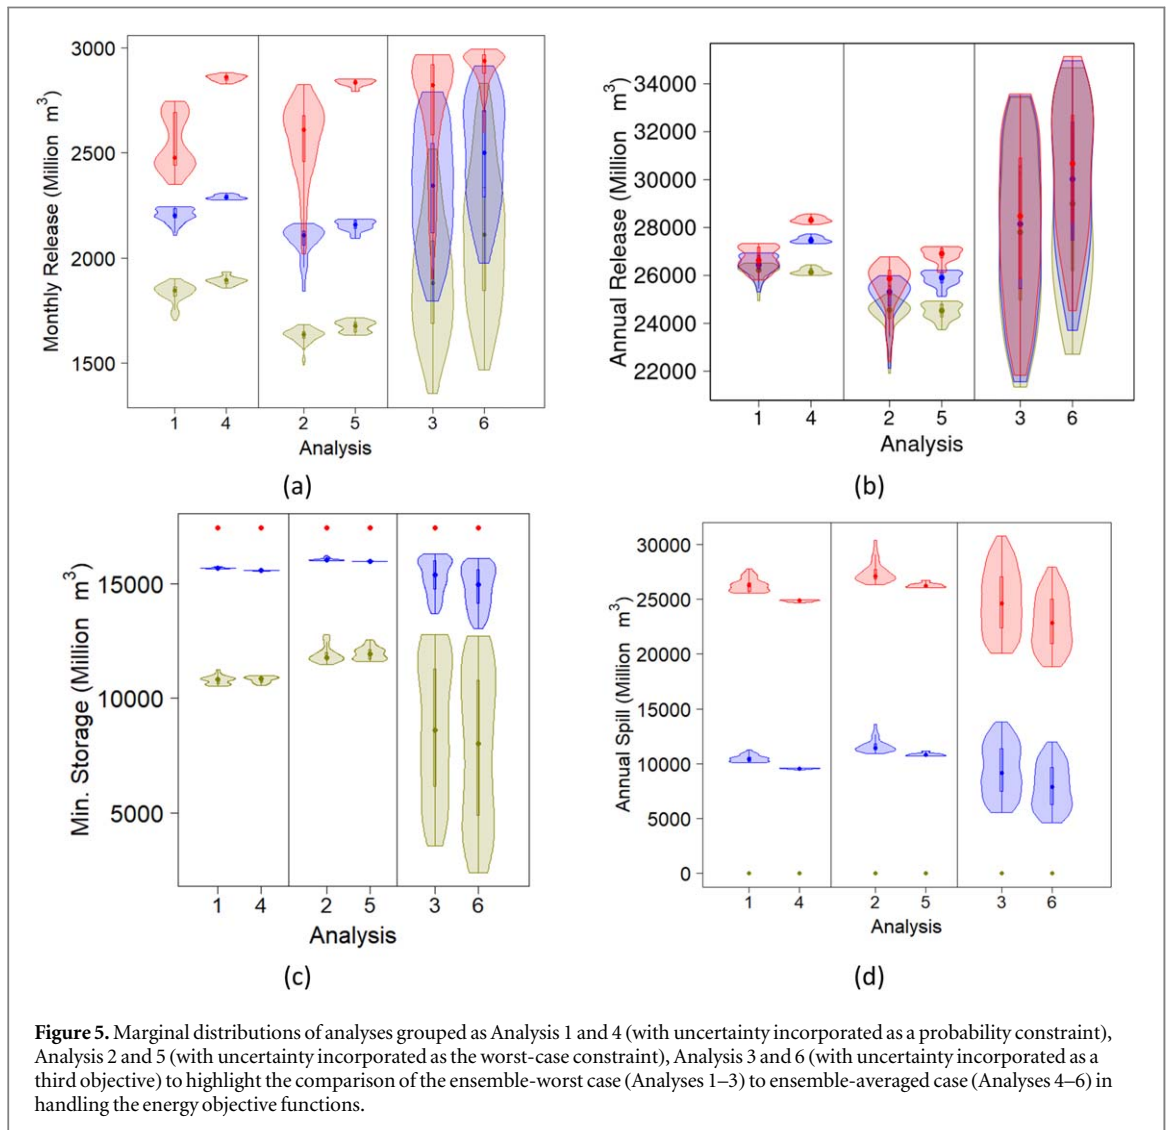 3000
2500
2000
1500
Monthly Release (Million m³)
1 4 2 5 3 6
Analysis
(a)
34000
32000
30000
28000
26000
24000
22000
Annual Release (Million m³)
1 4 2 5 3 6
Analysis
(b)
15000
10000
5000
Min. Storage (Million m³)
1 4 2 5 3 6
Analysis
(c)
30000
25000
20000
15000
10000
5000
0
Annual Spill (Million m³)
1 4 2 5 3 6
Analysis
(d)
Figure 5. Marginal distributions of analyses grouped as Analysis 1 and 4 (with uncertainty incorporated as a probability constraint),
Analysis 2 and 5 (with uncertainty incorporated as the worst-case constraint), Analysis 3 and 6 (with uncertainty incorporated as a
third objective) to highlight the comparison of the ensemble-worst case (Analyses 1–3) to ensemble-averaged case (Analyses 4–6) in
handling the energy objective functions.